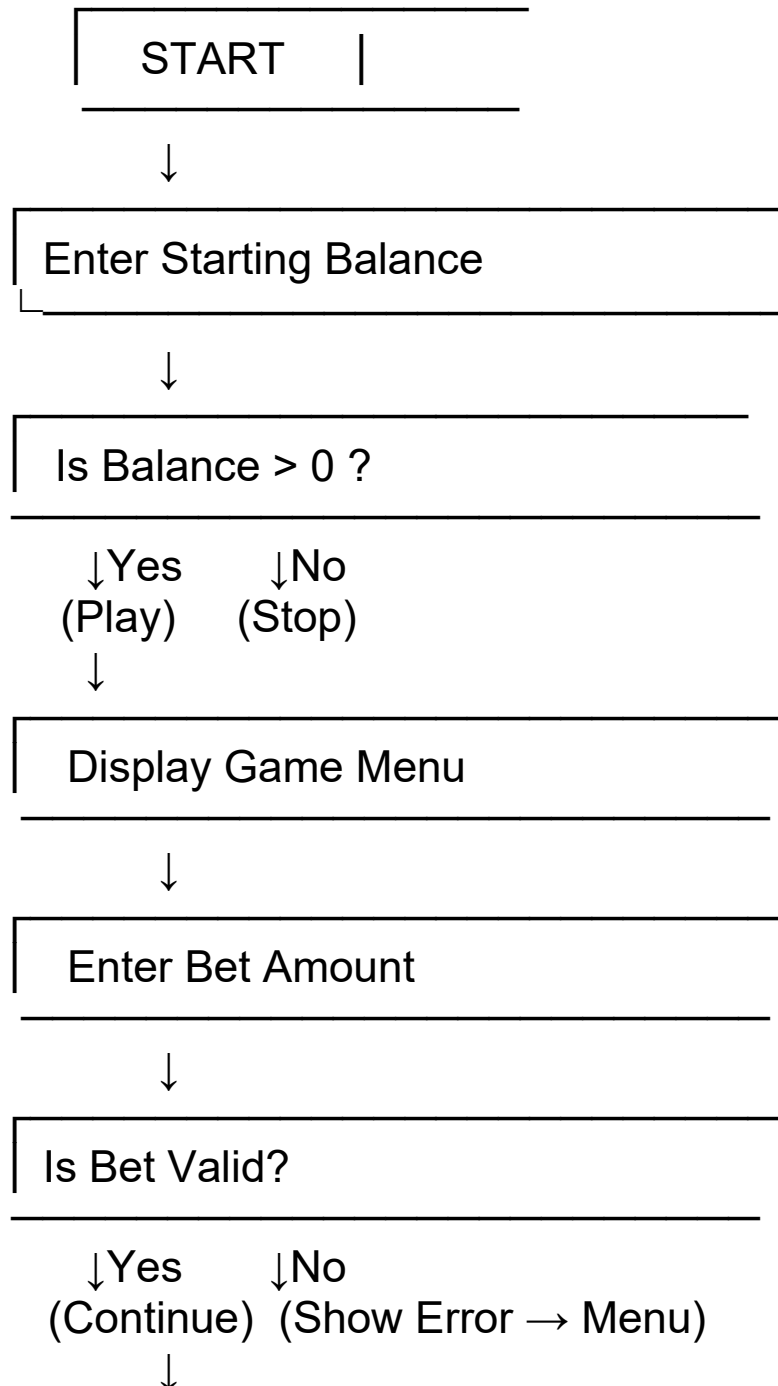 START |
↓
Enter Starting Balance
↓
Is Balance > 0 ?
↓Yes ↓No
(Play) (Stop)
↓
Display Game Menu
↓
Enter Bet Amount
↓
Is Bet Valid?
↓Yes ↓No
(Continue) (Show Error → Menu)
↓